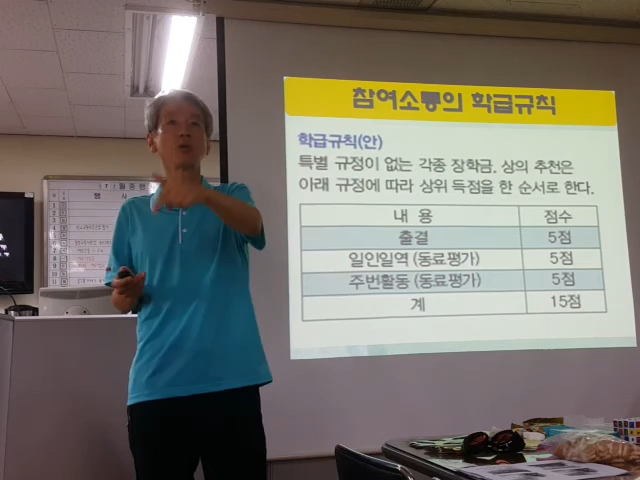 참여소통의 학급규칙
학급규칙(안)
특별 규정이 없는 각종 장학금, 상의 추천은
아래 규정에 따라 상위 득점을 한 순서로 한다.
내 용 점수
출결 5점
일인일역 (동료평가) 5점
주번활동 (동료평가) 5점
계 15점